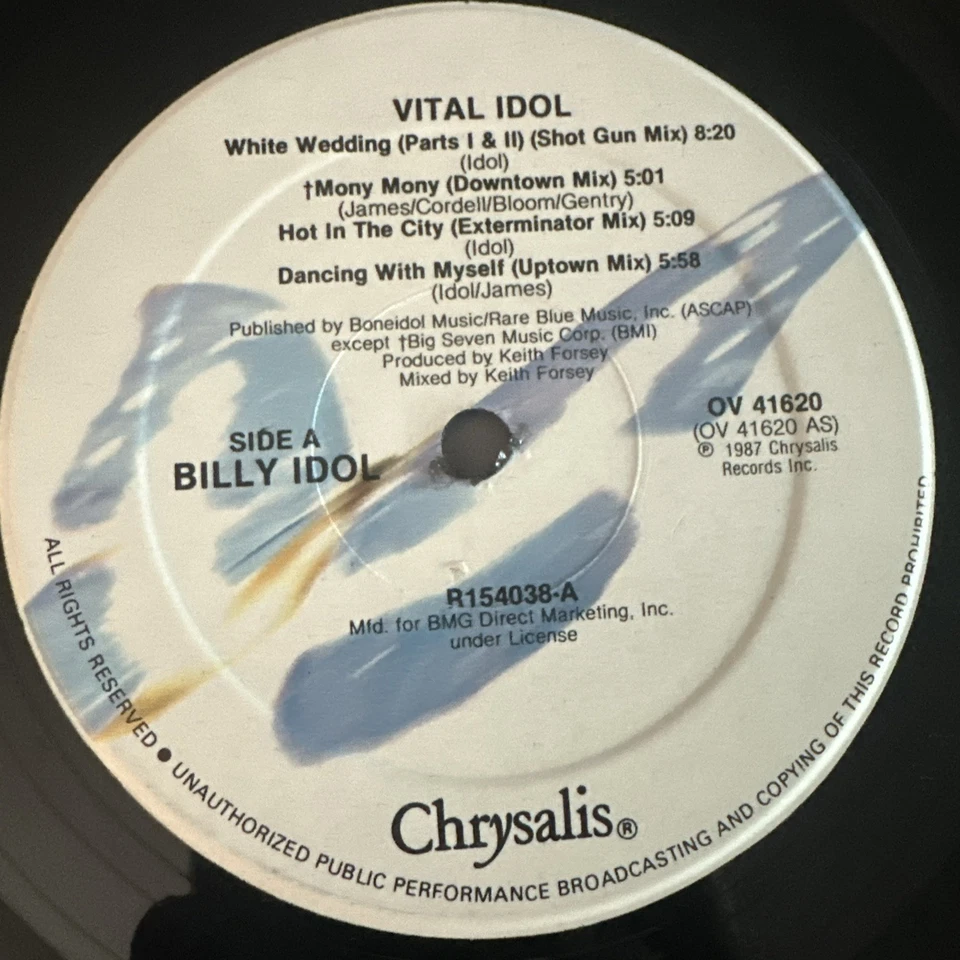 VITAL IDOL
White Wedding (Parts I & II) (Shot Gun Mix) 8:20
(Idol)
†Mony Mony (Downtown Mix) 5:01
(James/Cordell/Bloom/Gentry)
Hot In The City (Exterminator Mix) 5:09
(Idol)
Dancing With Myself (Uptown Mix) 5:58
(Idol/James)
Published by Boneidol Music/Rare Blue Music, Inc. (ASCAP)
except †Big Seven Music Corp. (BMI)
Produced by Keith Forsey
Mixed by Keith Forsey
SIDE A
BILLY IDOL
OV 41620
(OV 41620 AS)
℗ 1987 Chrysalis
Records Inc.
R154038-A
Mfd. for BMG Direct Marketing, Inc.
under License
Chrysalis®
ALL RIGHTS RESERVED ● UNAUTHORIZED PUBLIC PERFORMANCE BROADCASTING AND COPYING OF THIS RECORD PROHIBITED